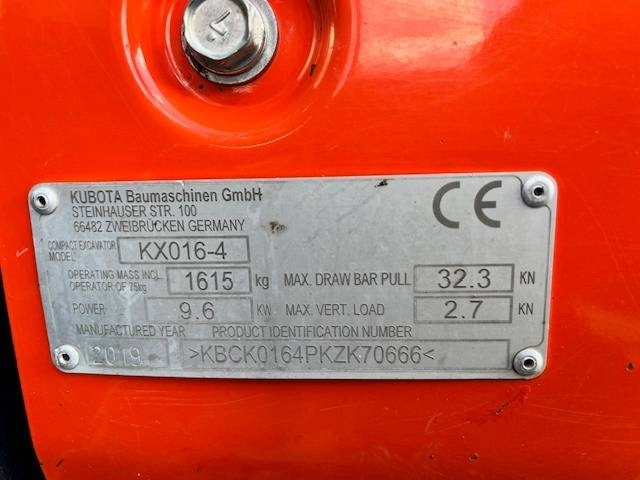 KUBOTA Baumaschinen GmbH
STEINHAUSER STR. 100
66482 ZWEIBRÜCKEN GERMANY
CE
COMPACT EXCAVATOR MODEL KX016-4
OPERATING MASS INCL. OPERATOR OF 75kg 1615 kg MAX. DRAW BAR PULL 32.3 KN
POWER 9.6 KW MAX. VERT. LOAD 2.7 KN
MANUFACTURED YEAR PRODUCT IDENTIFICATION NUMBER
2019 >KBCK0164PKZK70666<